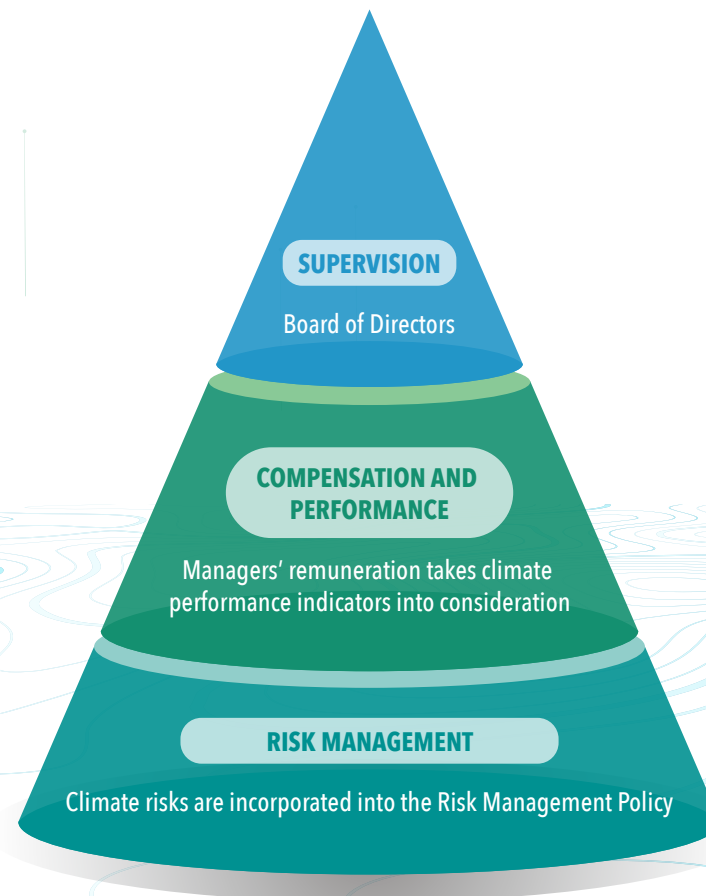 SUPERVISION
Board of Directors
COMPENSATION AND
PERFORMANCE
Managers’ remuneration takes climate
performance indicators into consideration
RISK MANAGEMENT
Climate risks are incorporated into the Risk Management Policy